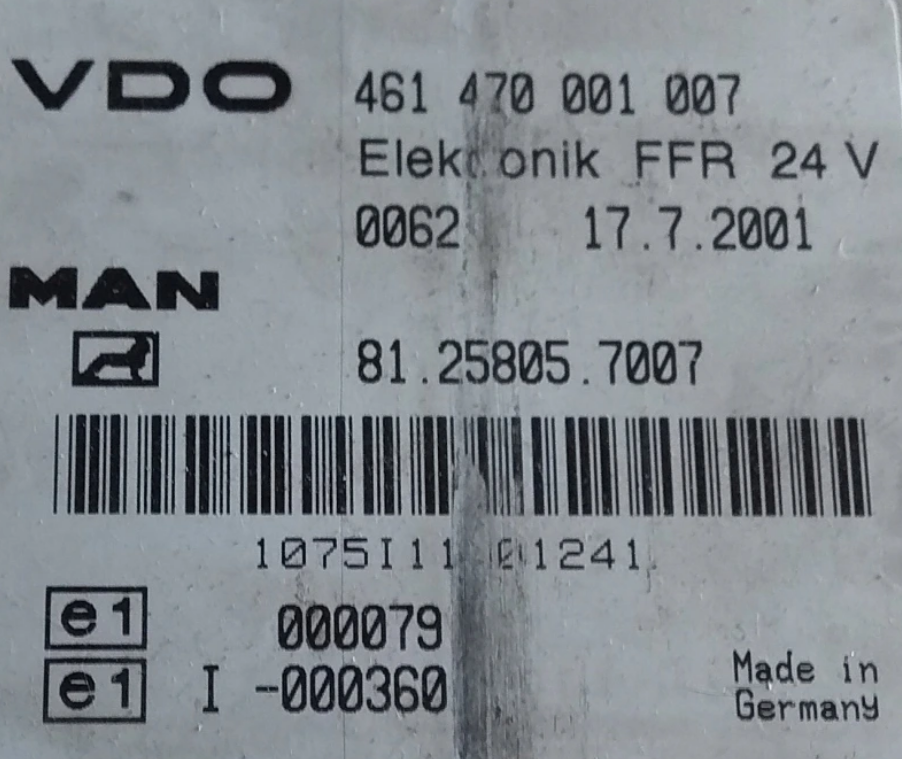 VDO 461 470 001 007
Elektronik FFR 24 V
0062 17.7.2001
MAN
81.25805.7007
e1 000079
e1 I -000360
Made in
Germany